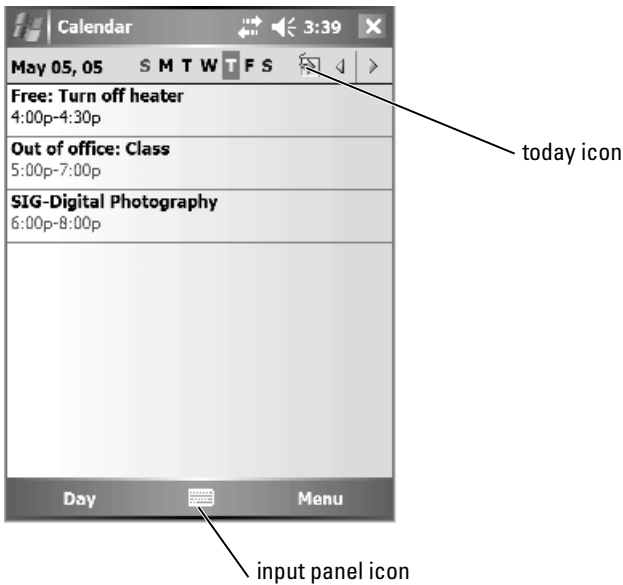 Calendar 3:39
May 05, 05 S M T W T F S
Free: Turn off heater
4:00p-4:30p
Out of office: Class
5:00p-7:00p
SIG-Digital Photography
6:00p-8:00p
today icon
Day Menu
input panel icon